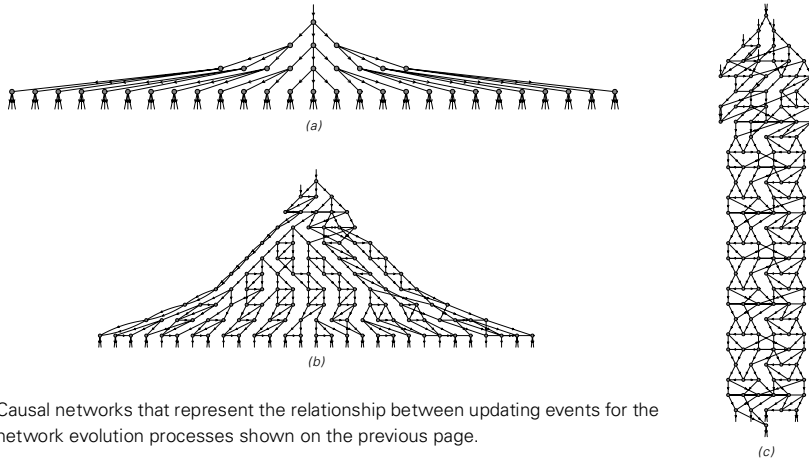 (a)
(b)
Causal networks that represent the relationship between updating events for the
network evolution processes shown on the previous page.
(c)